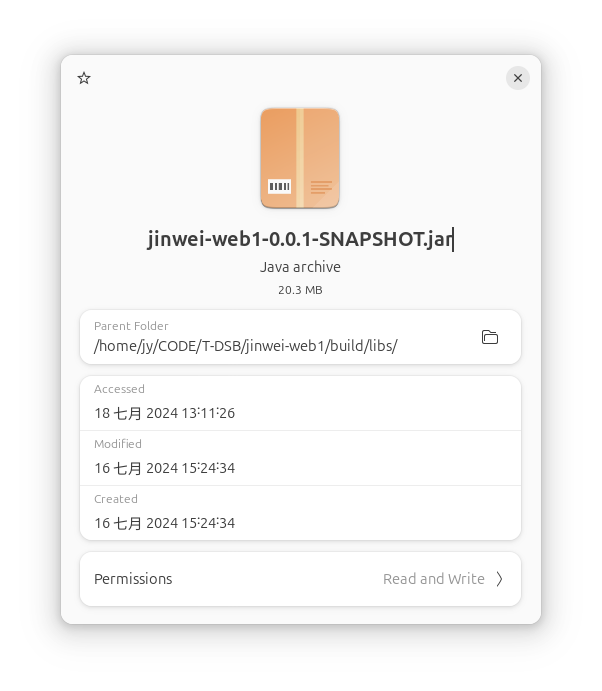 jinwei-web1-0.0.1-SNAPSHOT.jar
Java archive
20.3 MB
Parent Folder
/home/jy/CODE/T-DSB/jinwei-web1/build/libs/
Accessed
18 七月 2024 13∶11∶26
Modified
16 七月 2024 15∶24∶34
Created
16 七月 2024 15∶24∶34
Permissions
Read and Write